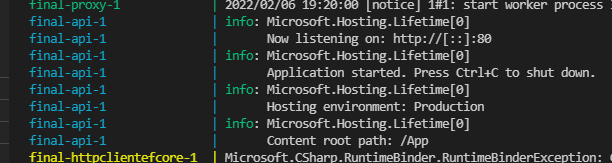 final-proxy-1 | 2022/02/06 19:20:00 [notice] 1#1: start worker process
final-api-1 | info: Microsoft.Hosting.Lifetime[0]
final-api-1 | Now listening on: http://[::]:80
final-api-1 | info: Microsoft.Hosting.Lifetime[0]
final-api-1 | Application started. Press Ctrl+C to shut down.
final-api-1 | info: Microsoft.Hosting.Lifetime[0]
final-api-1 | Hosting environment: Production
final-api-1 | info: Microsoft.Hosting.Lifetime[0]
final-api-1 | Content root path: /App
final-httpclientefcore-1 | Microsoft.CSharp.RuntimeBinder.RuntimeBinderException: